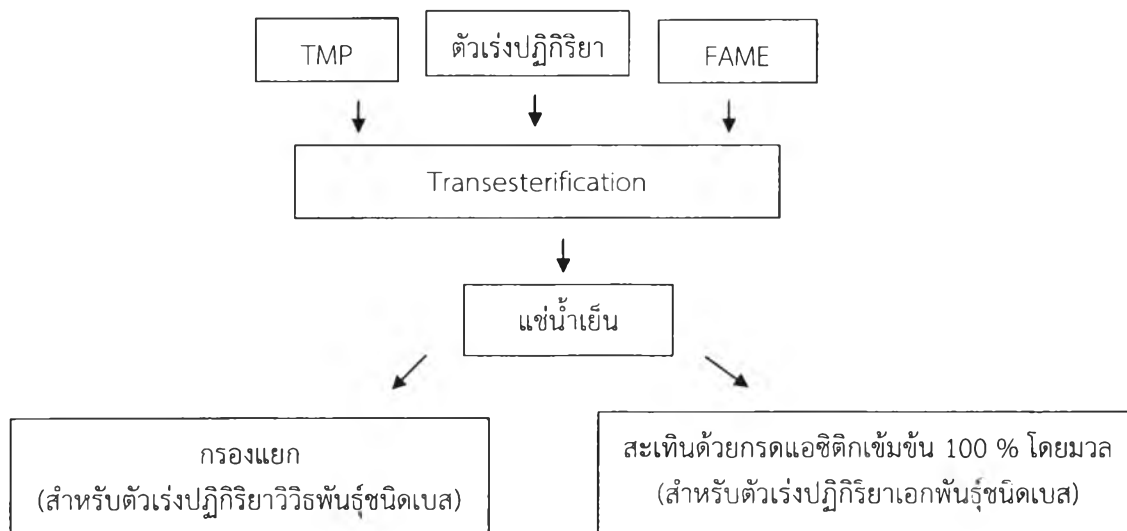 TMP
ตัวเร่งปฏิกิริยา
FAME
Transesterification
แช่น้ำเย็น
กรองแยก
(สำหรับตัวเร่งปฏิกิริยาวิวิธพันธุ์ชนิดเบส)
สะเทินด้วยกรดแอซิติกเข้มข้น 100 % โดยมวล
(สำหรับตัวเร่งปฏิกิริยาเอกพันธุ์ชนิดเบส)